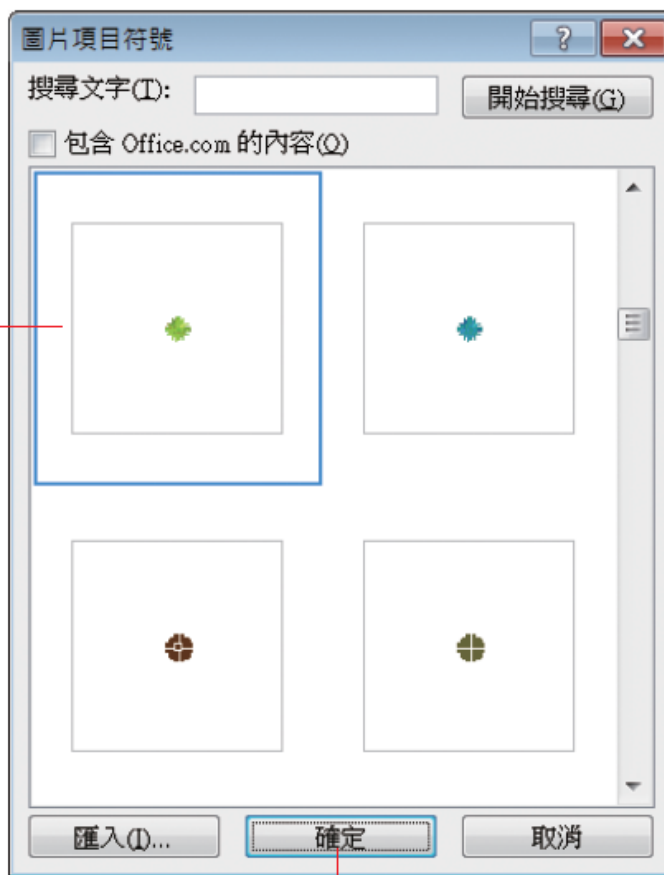 圖片項目符號
搜尋文字(T):
開始搜尋(G)
包含 Office.com 的內容(O)
匯入(I)...
確定
取消